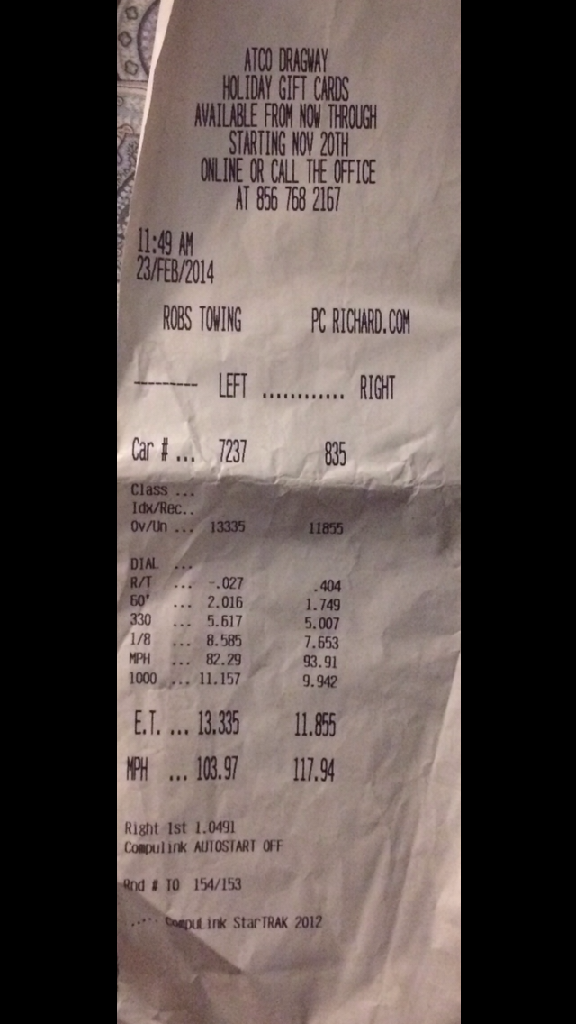 ATCO DRAGWAY
HOLIDAY GIFT CARDS
AVAILABLE FROM NOW THROUGH
STARTING NOV 20TH
ONLINE OR CALL THE OFFICE
AT 856 768 2167
11:49 AM
23/FEB/2014
ROBS TOWING PC RICHARD.COM
--------- LEFT ............ RIGHT
Car # ... 7237 835
Class ...
Idx/Rec..
Ov/Un ... 13335 11855
DIAL ...
R/T ... -.027 .404
60' ... 2.016 1.749
330 ... 5.617 5.007
1/8 ... 8.585 7.653
MPH ... 82.29 93.91
1000 ... 11.157 9.942
E.T. ... 13.335 11.855
MPH ... 103.97 117.94
Right 1st 1.0491
Compulink AUTOSTART OFF
Rnd # TO 154/153
..... CompuLink StarTRAK 2012